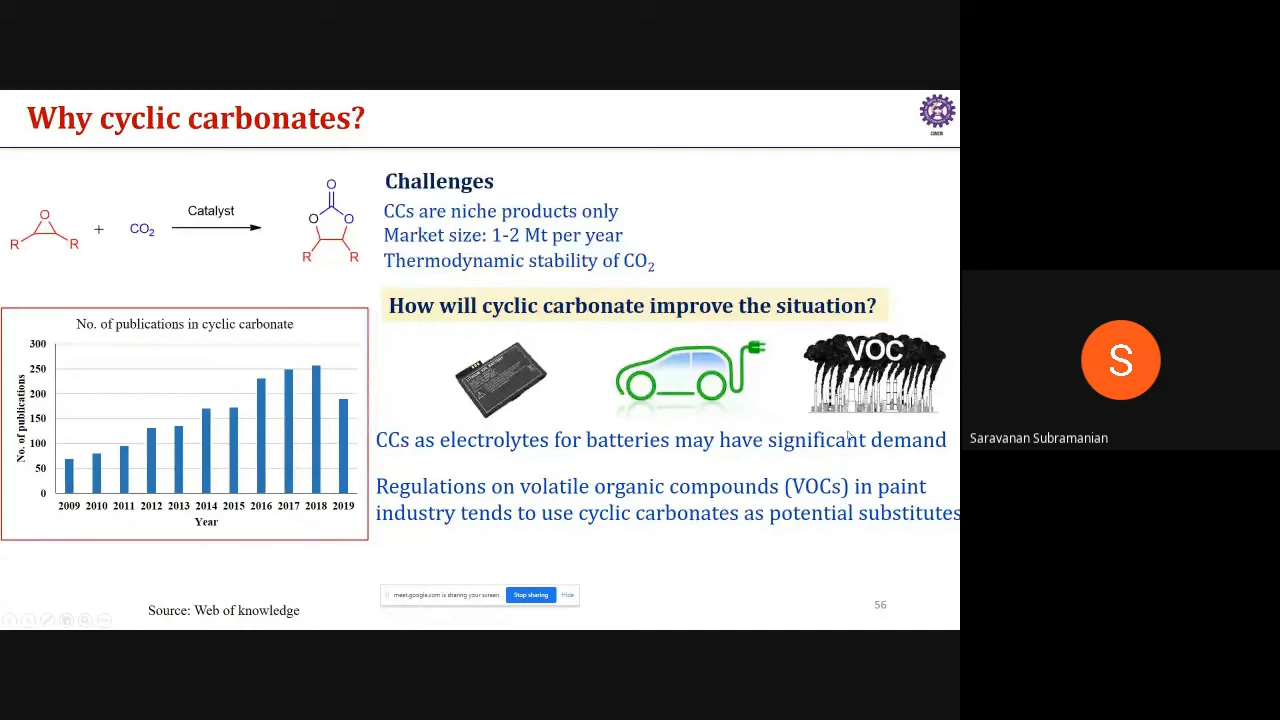 Why cyclic carbonates?
CSMCRI
O
R
R
+
CO2
Catalyst
O
O
O
R
R
Challenges
CCs are niche products only
Market size: 1-2 Mt per year
Thermodynamic stability of CO2
How will cyclic carbonate improve the situation?
VOC
CCs as electrolytes for batteries may have significant demand
Regulations on volatile organic compounds (VOCs) in paint
industry tends to use cyclic carbonates as potential substitutes
No. of publications in cyclic carbonate
No. of publications
300
250
200
150
100
50
0
2009 2010 2011 2012 2013 2014 2015 2016 2017 2018 2019
Year
Source: Web of knowledge
meet.google.com is sharing your screen. Stop sharing Hide
56
S
Saravanan Subramanian